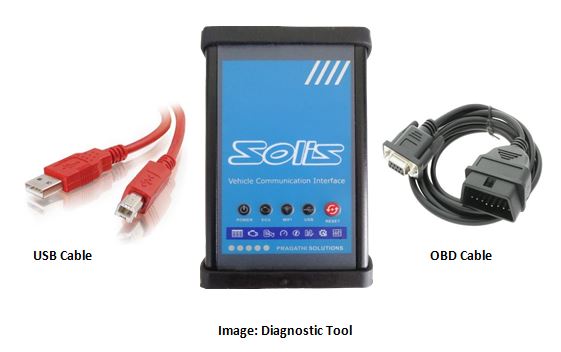 Solis
Vehicle Communication Interface
POWER ECU WIFI USB RESET
PRAGATHI SOLUTIONS
USB Cable
OBD Cable
Image: Diagnostic Tool